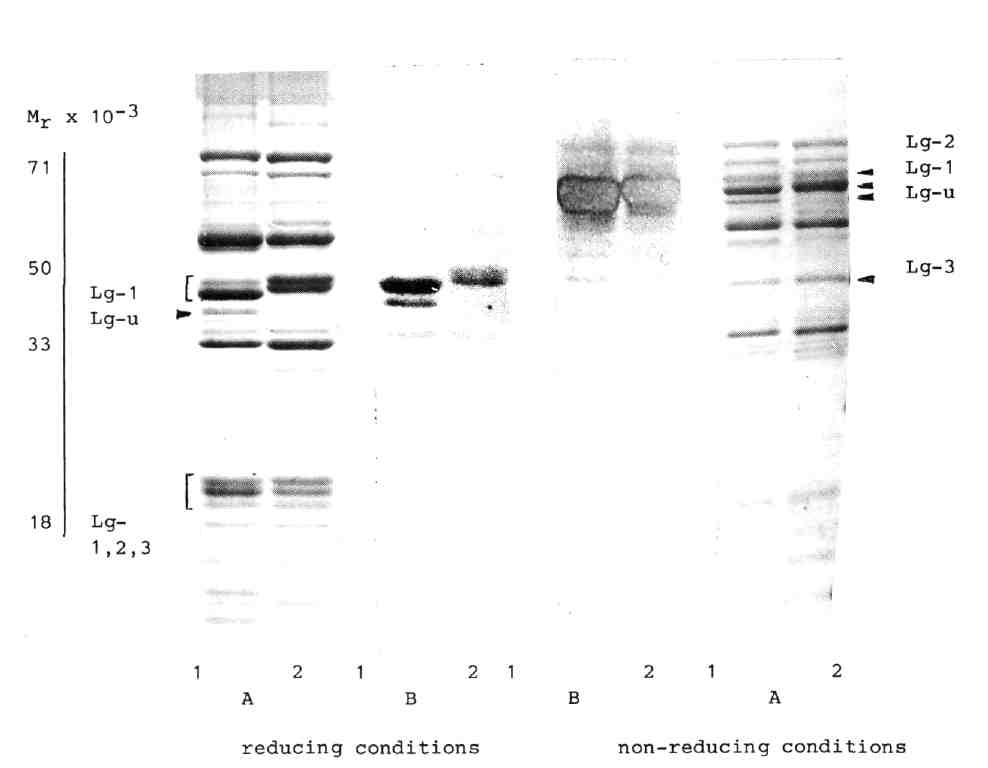 Mr x 10-3
71
50
33
18
Lg-1
Lg-u
Lg-
1,2,3
Lg-2
Lg-1
Lg-u
Lg-3
1 2 1 2 1 2 1 2
A B B A
reducing conditions non-reducing conditions